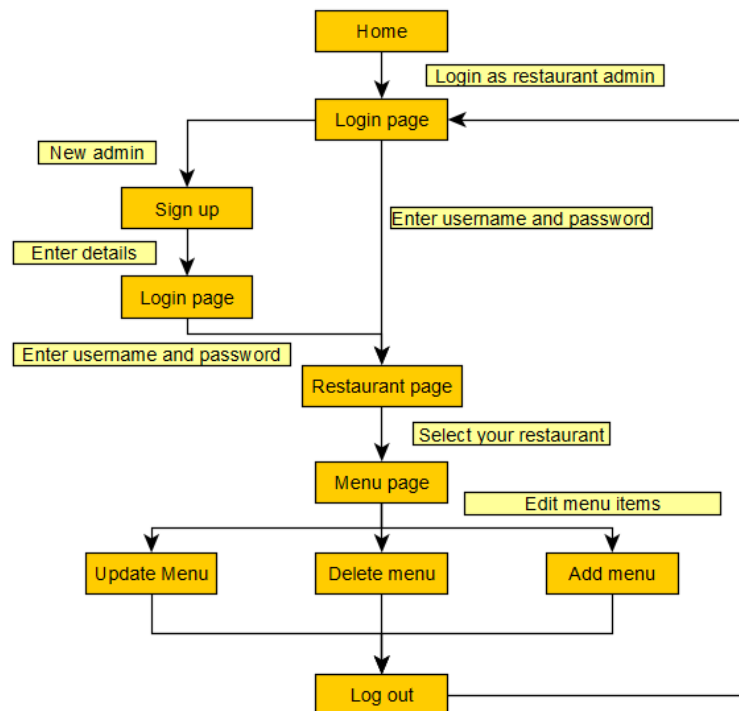 Home
Login as restaurant admin
Login page
New admin
Sign up
Enter username and password
Enter details
Login page
Enter username and password
Restaurant page
Select your restaurant
Menu page
Edit menu items
Update Menu
Delete menu
Add menu
Log out